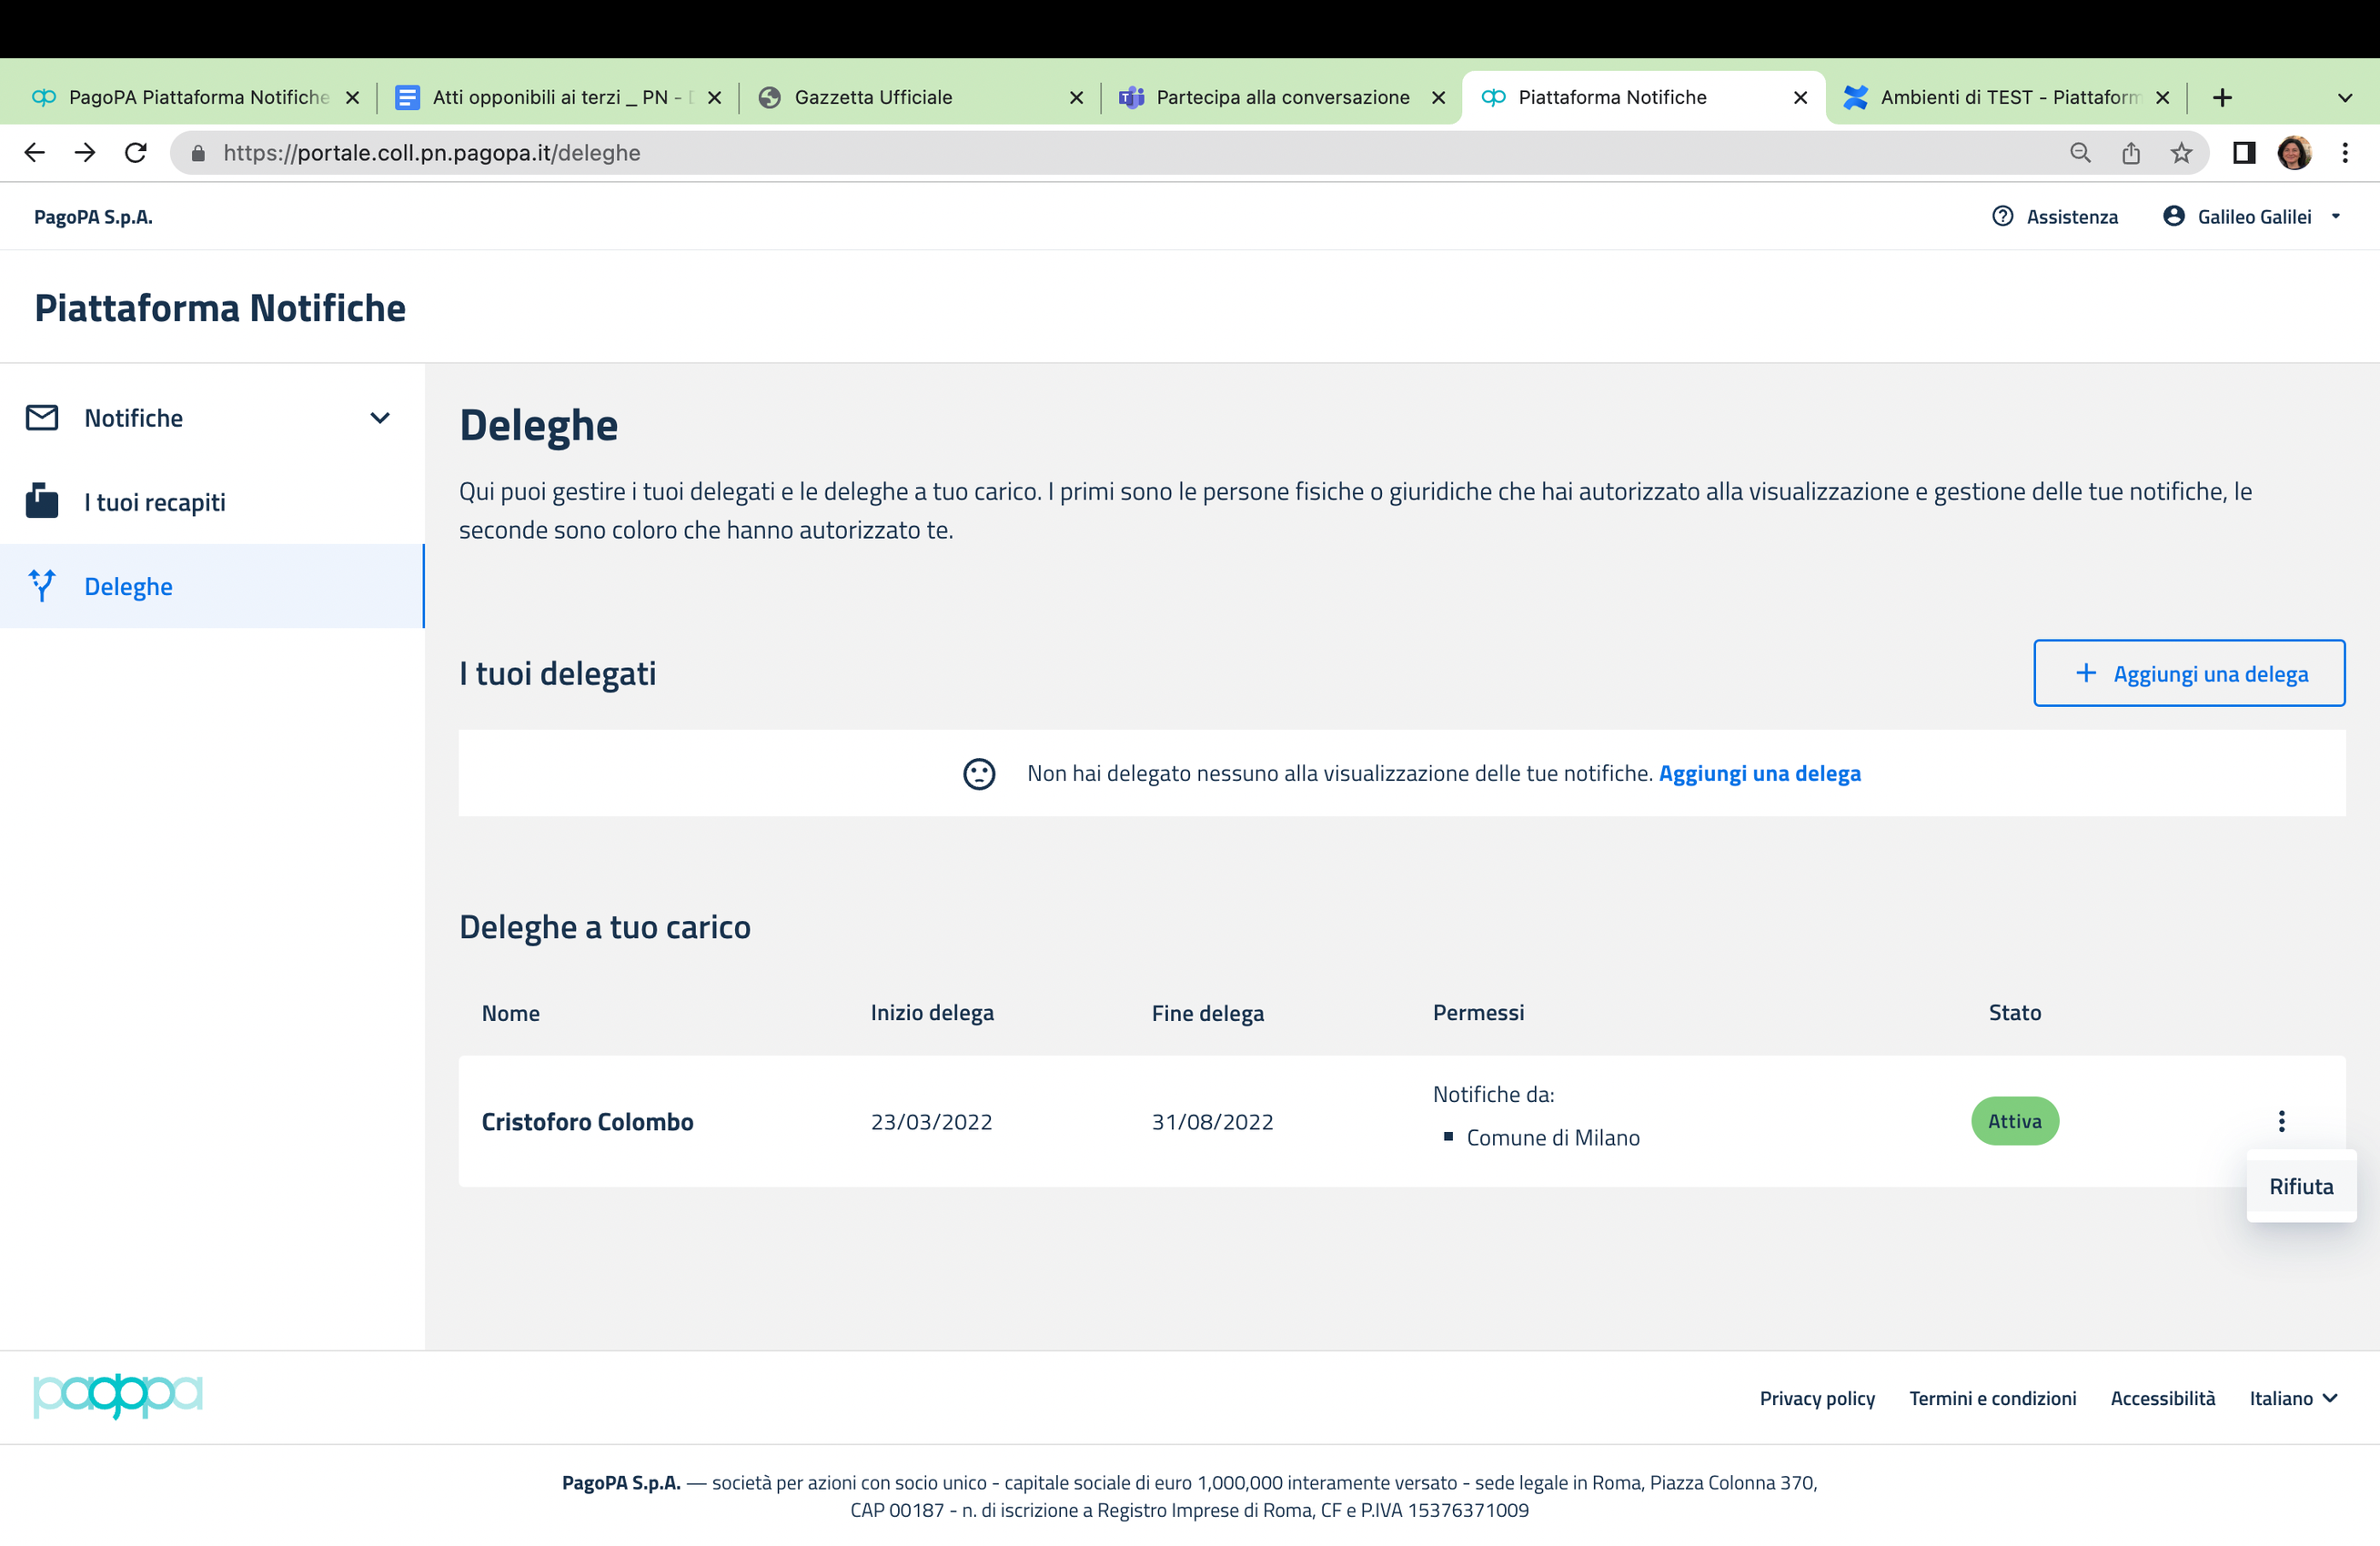 PagoPA Piattaforma Notifiche
Atti opponibili ai terzi _ PN -
Gazzetta Ufficiale
Partecipa alla conversazione
Piattaforma Notifiche
Ambienti di TEST - Piattaform
https://portale.coll.pn.pagopa.it/deleghe
PagoPA S.p.A.
Assistenza
Galileo Galilei
Piattaforma Notifiche
Notifiche
I tuoi recapiti
Deleghe
Deleghe
Qui puoi gestire i tuoi delegati e le deleghe a tuo carico. I primi sono le persone fisiche o giuridiche che hai autorizzato alla visualizzazione e gestione delle tue notifiche, le
seconde sono coloro che hanno autorizzato te.
I tuoi delegati
Aggiungi una delega
Non hai delegato nessuno alla visualizzazione delle tue notifiche. Aggiungi una delega
Deleghe a tuo carico
Nome Inizio delega Fine delega Permessi Stato
Notifiche da:
Cristoforo Colombo 23/03/2022 31/08/2022 Attiva
Comune di Milano
Rifiuta
pagopa
Privacy policy Termini e condizioni Accessibilità Italiano
PagoPA S.p.A. — società per azioni con socio unico - capitale sociale di euro 1,000,000 interamente versato - sede legale in Roma, Piazza Colonna 370,
CAP 00187 - n. di iscrizione a Registro Imprese di Roma, CF e P.IVA 15376371009